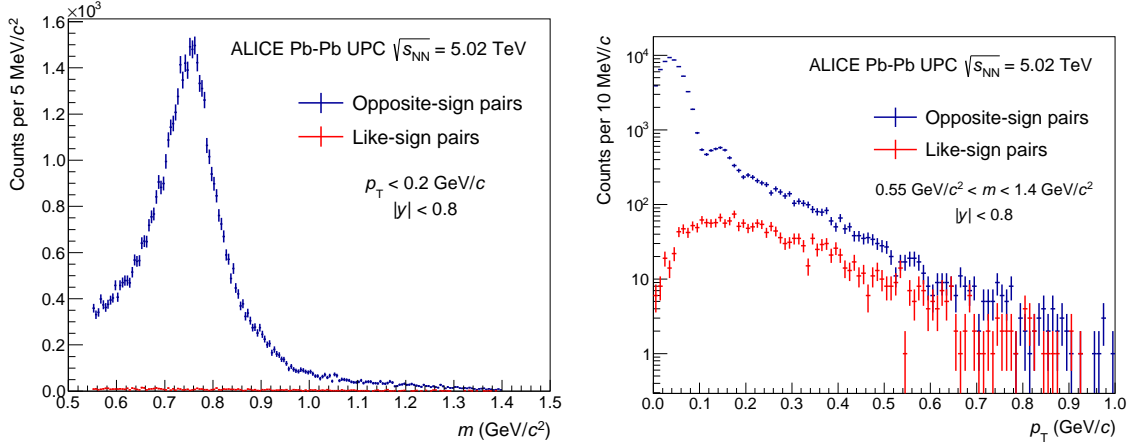 ×10³
1.6
1.4
1.2
1.0
0.8
0.6
0.4
0.2
0.0
Counts per 5 MeV/c²
ALICE Pb-Pb UPC √sNN = 5.02 TeV
Opposite-sign pairs
Like-sign pairs
pT < 0.2 GeV/c
|y| < 0.8
0.5 0.6 0.7 0.8 0.9 1.0 1.1 1.2 1.3 1.4 1.5
m (GeV/c²)
10⁴
10³
10²
10
1
Counts per 10 MeV/c
ALICE Pb-Pb UPC √sNN = 5.02 TeV
Opposite-sign pairs
Like-sign pairs
0.55 GeV/c² < m < 1.4 GeV/c²
|y| < 0.8
0.0 0.1 0.2 0.3 0.4 0.5 0.6 0.7 0.8 0.9 1.0
pT (GeV/c)